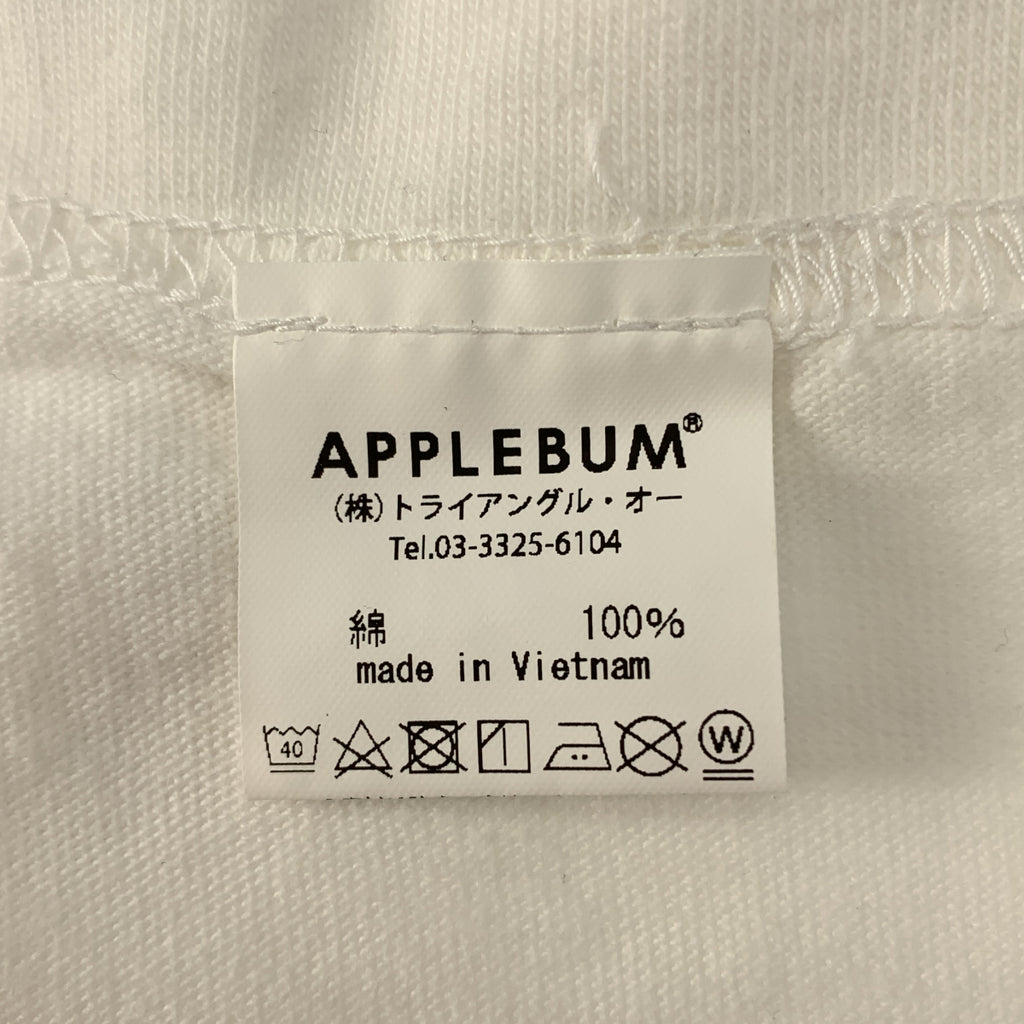 APPLEBUM®
(株)トライアングル・オー
Tel.03-3325-6104
綿 100%
made in Vietnam
40 W